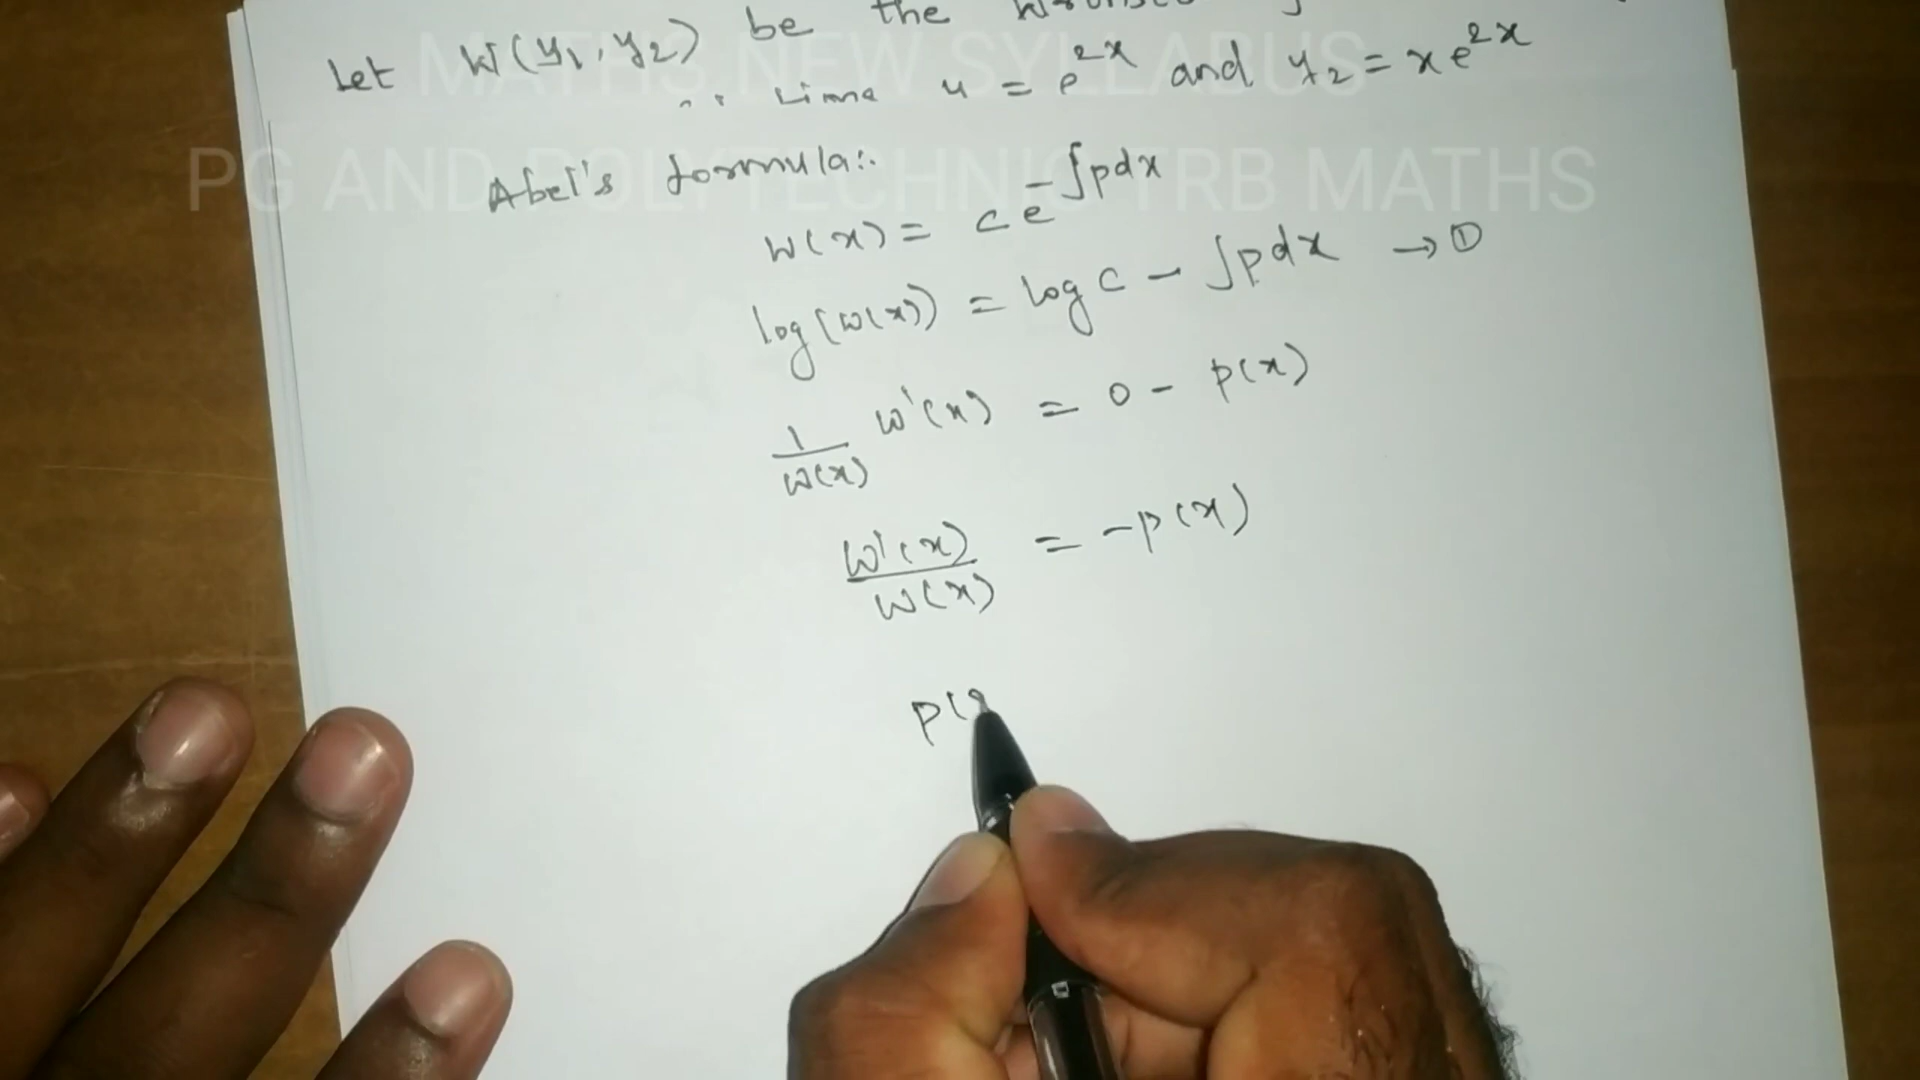 Let W(y₁, y₂) be the
time y = e^2x and y₂ = xe^2x
MATHS NEW SYLLABUS
PG AND POLYTECHNIC TRB MATHS
Abel's formula:.
W(x) = c e^-∫pdx
log(W(x)) = log c - ∫pdx → ①
1/W(x) W'(x) = 0 - p(x)
W'(x)/W(x) = -p(x)
P(